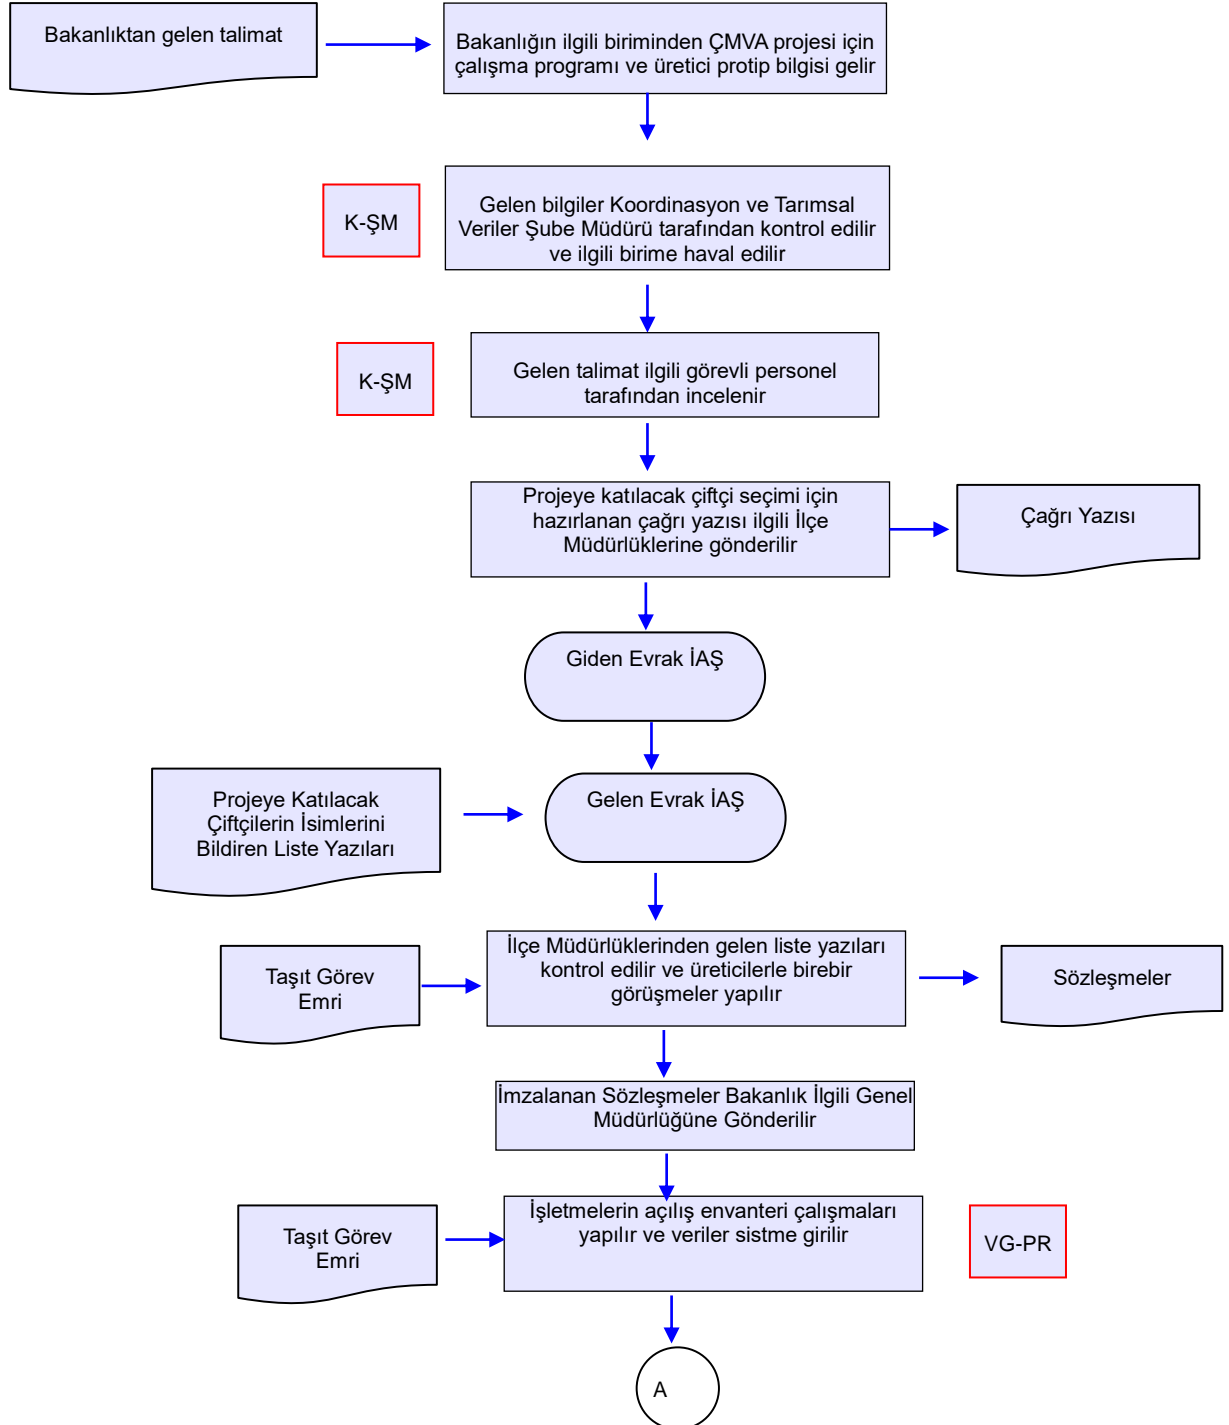 Bakanlıktan gelen talimat
Bakanlığın ilgili biriminden ÇMVA projesi için
çalışma programı ve üretici protip bilgisi gelir
K-ŞM
Gelen bilgiler Koordinasyon ve Tarımsal
Veriler Şube Müdürü tarafından kontrol edilir
ve ilgili birime haval edilir
K-ŞM
Gelen talimat ilgili görevli personel
tarafından incelenir
Projeye katılacak çiftçi seçimi için
hazırlanan çağrı yazısı ilgili İlçe
Müdürlüklerine gönderilir
Çağrı Yazısı
Giden Evrak İAŞ
Projeye Katılacak
Çiftçilerin İsimlerini
Bildiren Liste Yazıları
Gelen Evrak İAŞ
Taşıt Görev
Emri
İlçe Müdürlüklerinden gelen liste yazıları
kontrol edilir ve üreticilerle birebir
görüşmeler yapılır
Sözleşmeler
İmzalanan Sözleşmeler Bakanlık İlgili Genel
Müdürlüğüne Gönderilir
Taşıt Görev
Emri
İşletmelerin açılış envanteri çalışmaları
yapılır ve veriler sistme girilir
VG-PR
A